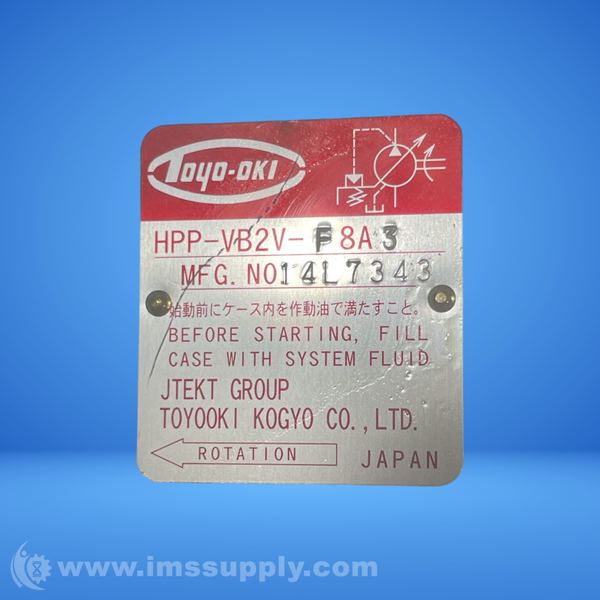 TOYO-OKI
HPP-VB2V-F8A3
MFG. NO14L7343
始動前にケース内を作動油で満たすこと。
BEFORE STARTING, FILL
CASE WITH SYSTEM FLUID
JTEKT GROUP
TOYOOKI KOGYO CO.,LTD.
ROTATION JAPAN
www.imssupply.com